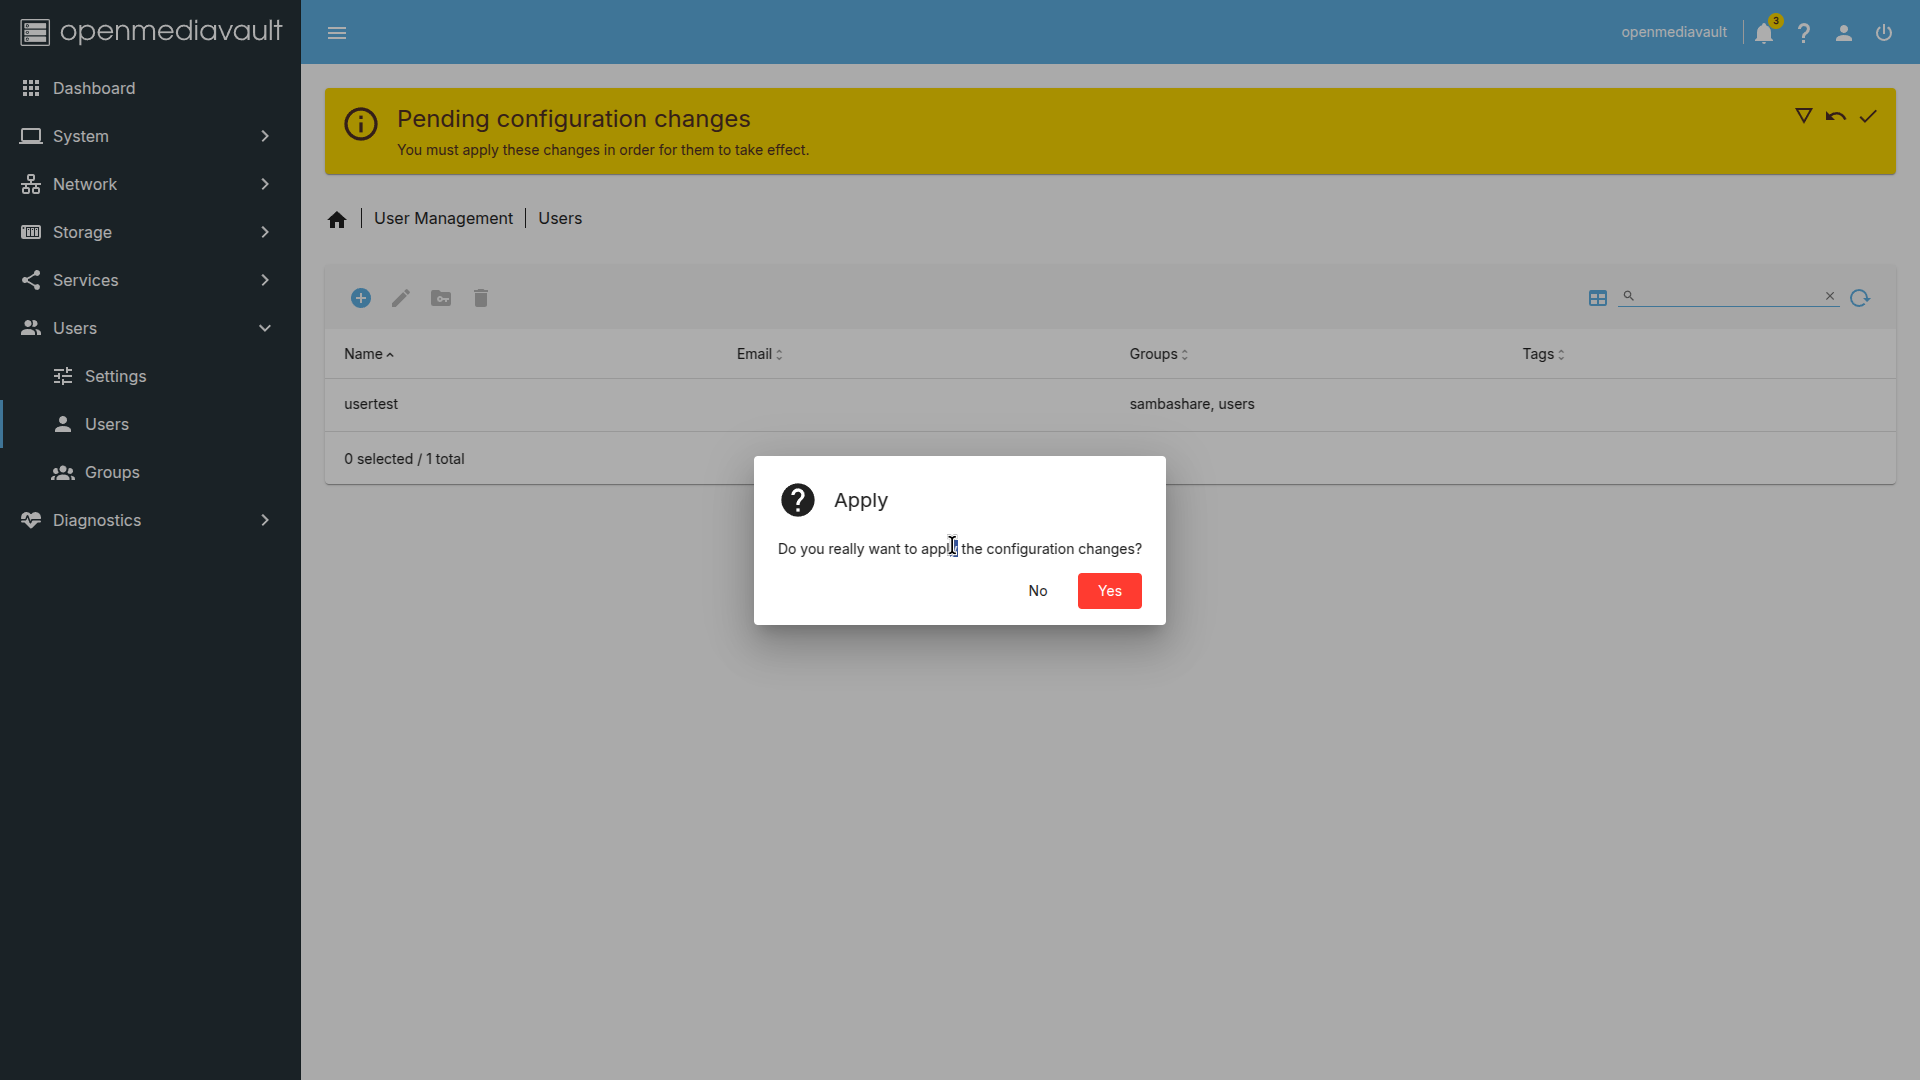 openmediavault
openmediavault
3
Dashboard
System
Network
Storage
Services
Users
Settings
Users
Groups
Diagnostics
Pending configuration changes
You must apply these changes in order for them to take effect.
User Management | Users
Name Email Groups Tags
usertest sambashare, users
0 selected / 1 total
Apply
Do you really want to apply the configuration changes?
No Yes